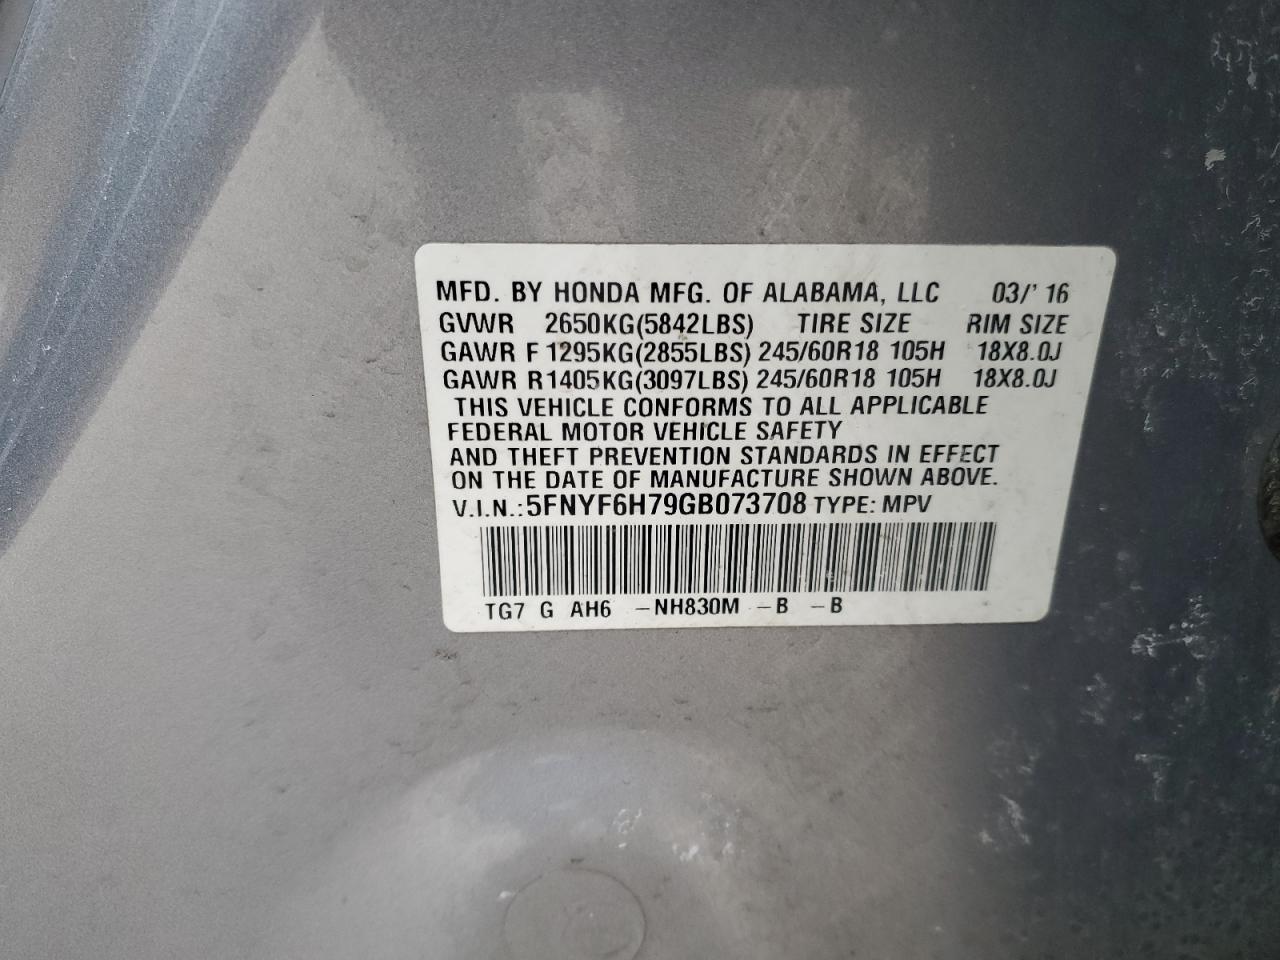 MFD. BY HONDA MFG. OF ALABAMA, LLC 03/' 16
GVWR 2650KG(5842LBS) TIRE SIZE RIM SIZE
GAWR F 1295KG(2855LBS) 245/60R18 105H 18X8.0J
GAWR R1405KG(3097LBS) 245/60R18 105H 18X8.0J
THIS VEHICLE CONFORMS TO ALL APPLICABLE
FEDERAL MOTOR VEHICLE SAFETY
AND THEFT PREVENTION STANDARDS IN EFFECT
ON THE DATE OF MANUFACTURE SHOWN ABOVE.
V.I.N.: 5FNYF6H79GB073708 TYPE: MPV
TG7 G AH6 -NH830M -B -B